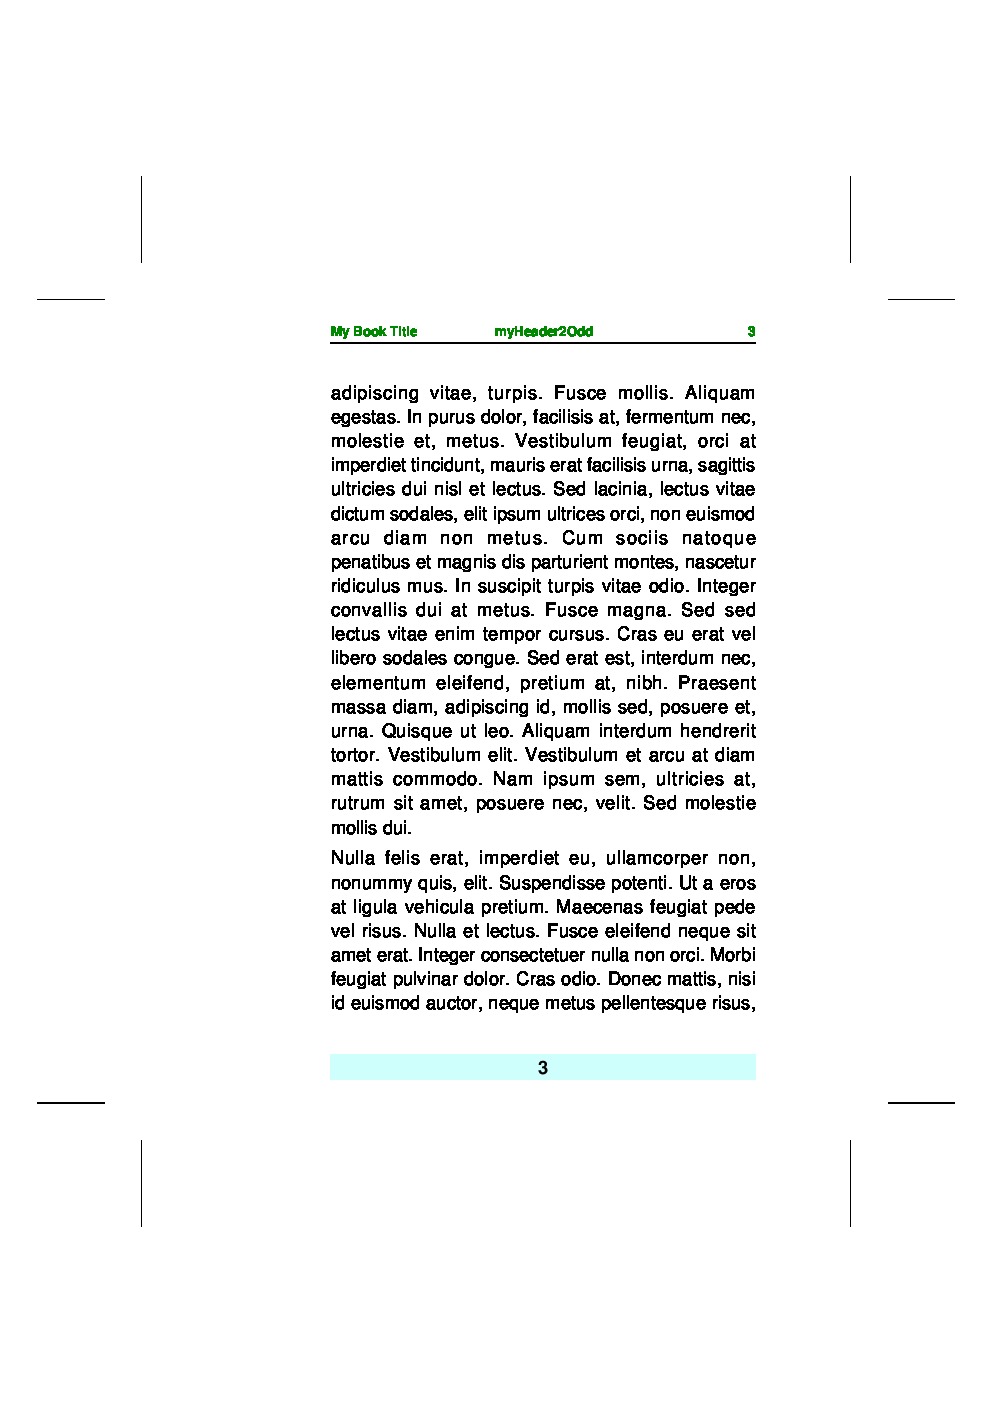 My Book Title myHeader2Odd 3
adipiscing vitae, turpis. Fusce mollis. Aliquam
egestas. In purus dolor, facilisis at, fermentum nec,
molestie et, metus. Vestibulum feugiat, orci at
imperdiet tincidunt, mauris erat facilisis urna, sagittis
ultricies dui nisl et lectus. Sed lacinia, lectus vitae
dictum sodales, elit ipsum ultrices orci, non euismod
arcu diam non metus. Cum sociis natoque
penatibus et magnis dis parturient montes, nascetur
ridiculus mus. In suscipit turpis vitae odio. Integer
convallis dui at metus. Fusce magna. Sed sed
lectus vitae enim tempor cursus. Cras eu erat vel
libero sodales congue. Sed erat est, interdum nec,
elementum eleifend, pretium at, nibh. Praesent
massa diam, adipiscing id, mollis sed, posuere et,
urna. Quisque ut leo. Aliquam interdum hendrerit
tortor. Vestibulum elit. Vestibulum et arcu at diam
mattis commodo. Nam ipsum sem, ultricies at,
rutrum sit amet, posuere nec, velit. Sed molestie
mollis dui.
Nulla felis erat, imperdiet eu, ullamcorper non,
nonummy quis, elit. Suspendisse potenti. Ut a eros
at ligula vehicula pretium. Maecenas feugiat pede
vel risus. Nulla et lectus. Fusce eleifend neque sit
amet erat. Integer consectetuer nulla non orci. Morbi
feugiat pulvinar dolor. Cras odio. Donec mattis, nisi
id euismod auctor, neque metus pellentesque risus,
3